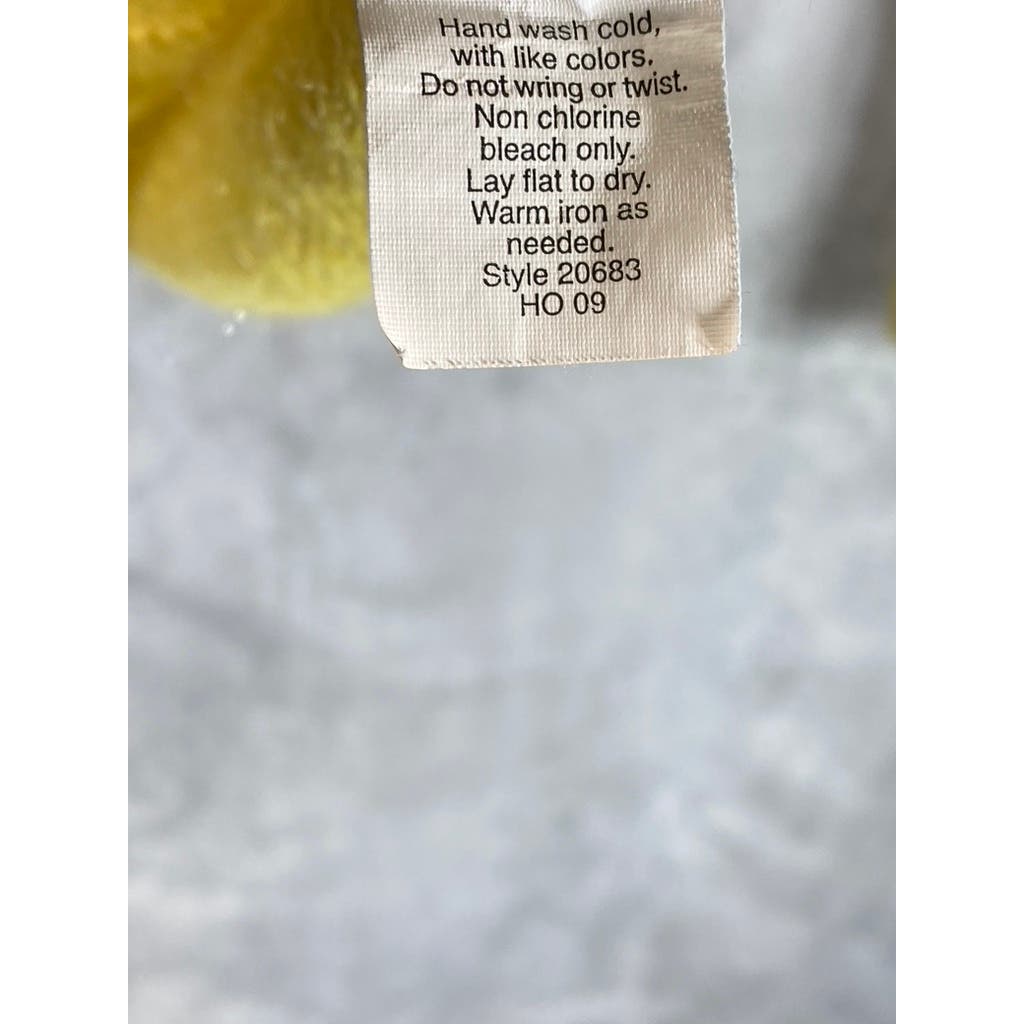 Hand wash cold,
with like colors.
Do not wring or twist.
Non chlorine
bleach only.
Lay flat to dry.
Warm iron as
needed.
Style 20683
HO 09